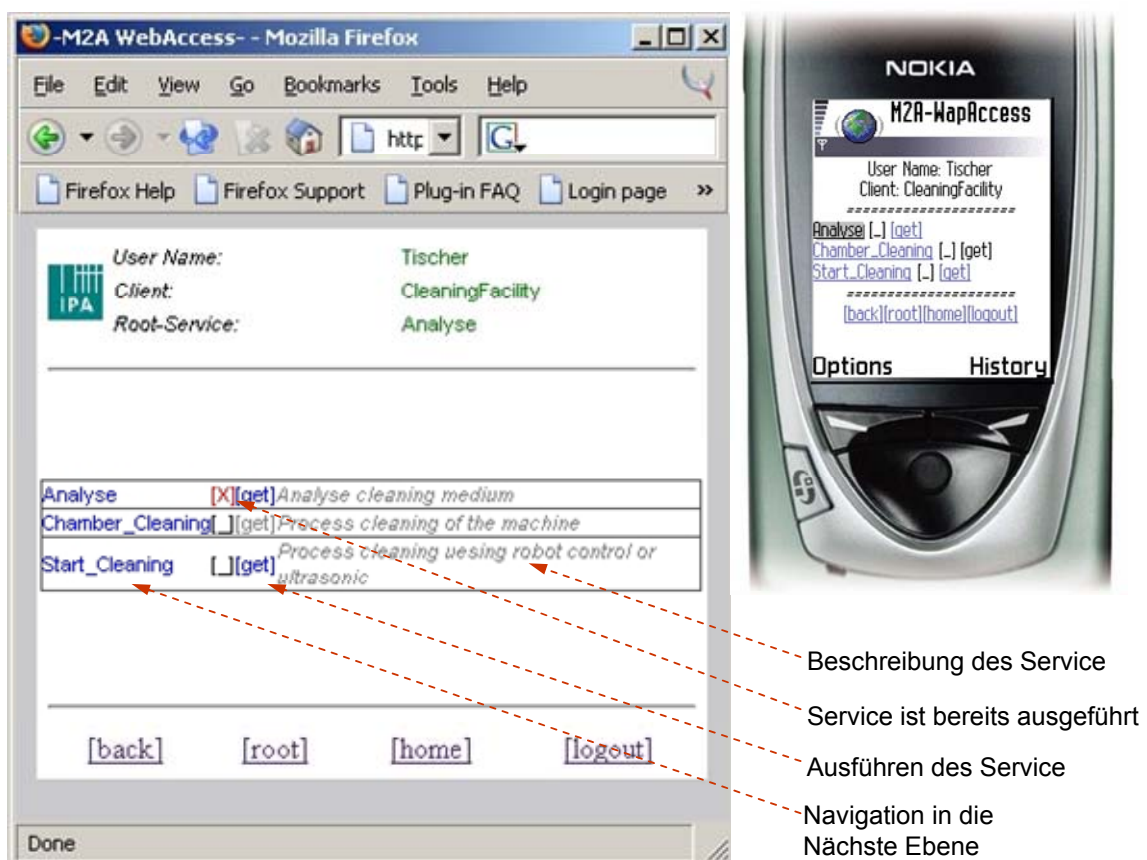 -M2A WebAccess- - Mozilla Firefox
File Edit View Go Bookmarks Tools Help
http G
Firefox Help Firefox Support Plug-in FAQ Login page »
IPA
User Name: Tischer
Client: CleaningFacility
Root-Service: Analyse
Analyse [X][get] Analyse cleaning medium
Chamber_Cleaning[_][get] Process cleaning of the machine
Start_Cleaning [_][get] Process cleaning uesing robot control or
ultrasonic
[back] [root] [home] [logout]
Done
NOKIA
M2A-WapAccess
User Name: Tischer
Client: CleaningFacility
====================
Analyse [_] [get]
Chamber_Cleaning [_] [get]
Start_Cleaning [_] [get]
====================
[back][root][home][logout]
Options History
Beschreibung des Service
Service ist bereits ausgeführt
Ausführen des Service
Navigation in die
Nächste Ebene